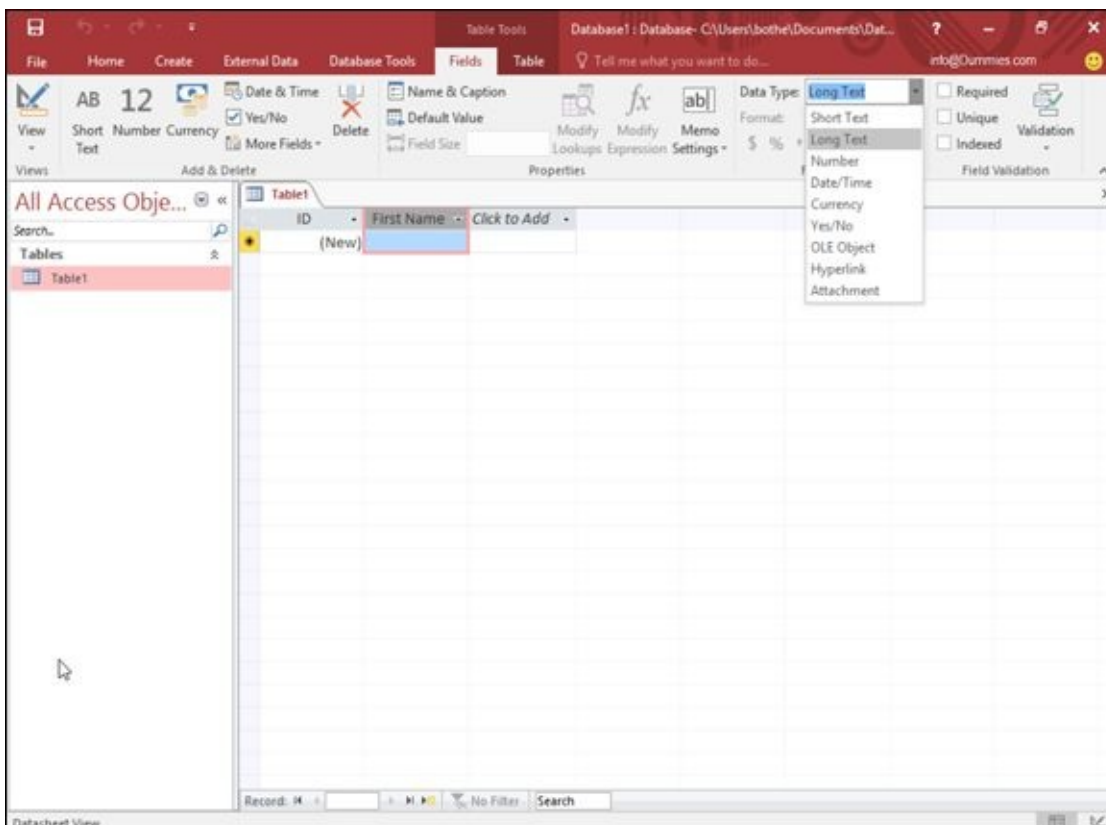 Table Tools Database1 : Database- C:\Users\bothe\Documents\Dat... ?
File Home Create External Data Database Tools Fields Table Tell me what you want to do... info@Dummies.com
View
AB Short Text
12 Number
Currency
Date & Time
Yes/No
More Fields
Delete
Name & Caption
Default Value
Field Size
Modify Lookups
fx Modify Expression
ab Memo Settings
Data Type: Long Text
Format:
$ %
Required
Unique
Indexed
Validation
Views Add & Delete Properties Field Validation
Short Text
Long Text
Number
Date/Time
Currency
Yes/No
OLE Object
Hyperlink
Attachment
All Access Obje...
Search...
Tables
Table1
Table1
ID First Name Click to Add
(New)
Record: No Filter Search
Datasheet View